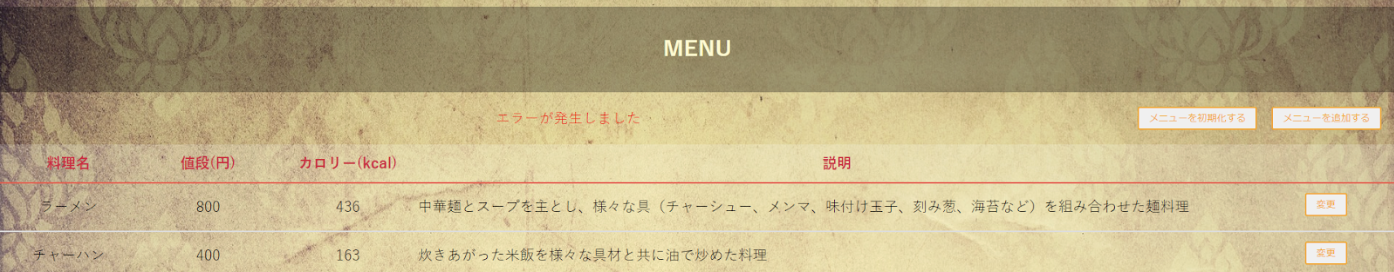 MENU
エラーが発生しました
メニューを初期化する メニューを追加する
料理名 値段(円) カロリー(kcal) 説明
ラーメン 800 436 中華麺とスープを主とし、様々な具（チャーシュー、メンマ、味付け玉子、刻み葱、海苔など）を組み合わせた麺料理 変更
チャーハン 400 163 炊きあがった米飯を様々な具材と共に油で炒めた料理 変更